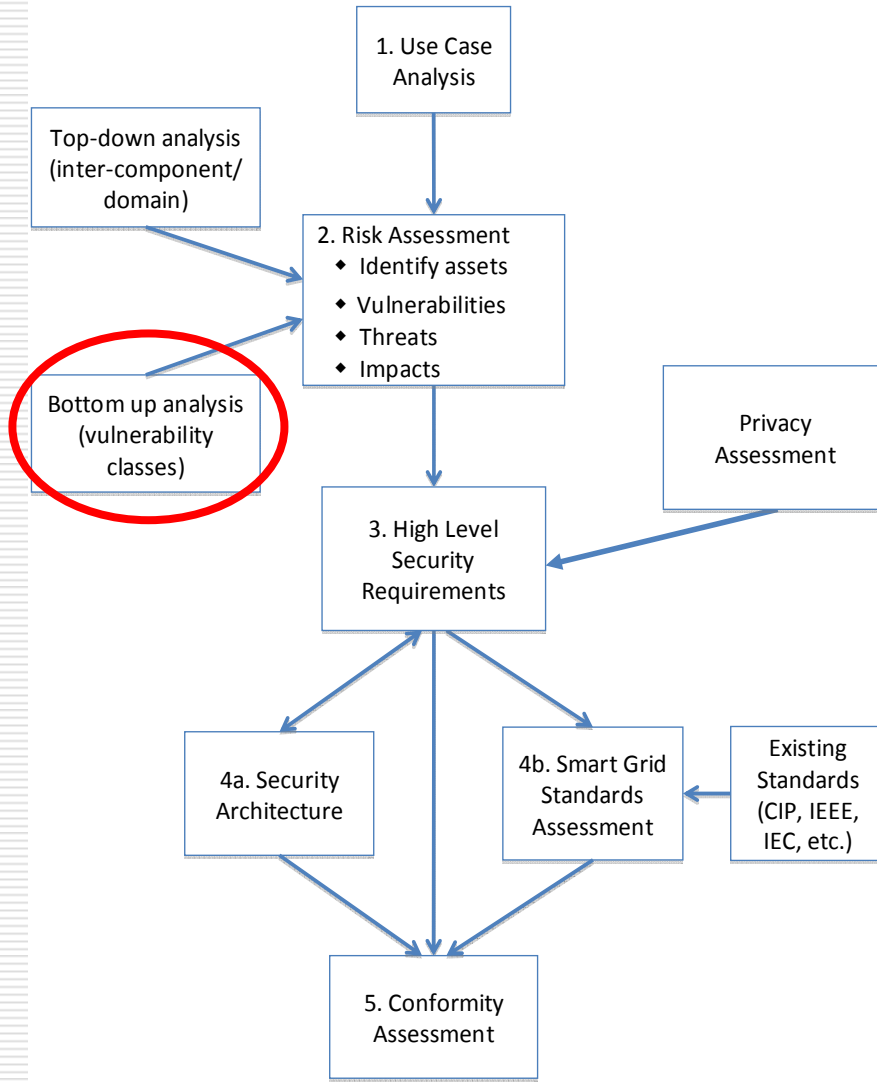 1. Use Case
Analysis
Top-down analysis
(inter-component/
domain)
2. Risk Assessment
◆ Identify assets
◆ Vulnerabilities
◆ Threats
◆ Impacts
Bottom up analysis
(vulnerability
classes)
Privacy
Assessment
3. High Level
Security
Requirements
4a. Security
Architecture
4b. Smart Grid
Standards
Assessment
Existing
Standards
(CIP, IEEE,
IEC, etc.)
5. Conformity
Assessment